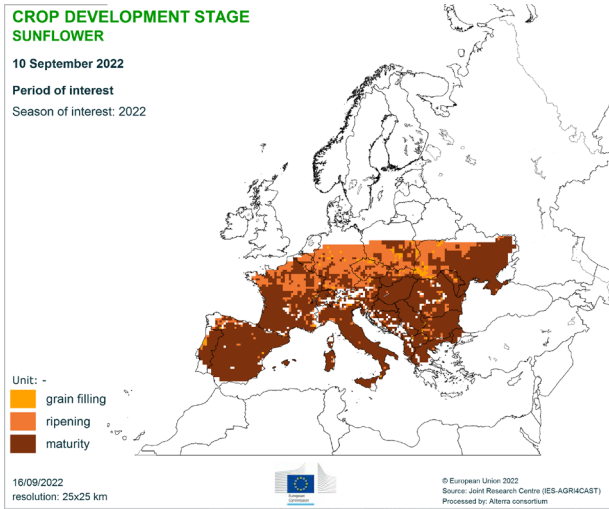 CROP DEVELOPMENT STAGE
SUNFLOWER
10 September 2022
Period of interest
Season of interest: 2022
Unit: -
grain filling
ripening
maturity
16/09/2022
resolution: 25x25 km
European
Commission
© European Union 2022
Source: Joint Research Centre (IES-AGRI4CAST)
Processed by: Alterra consortium